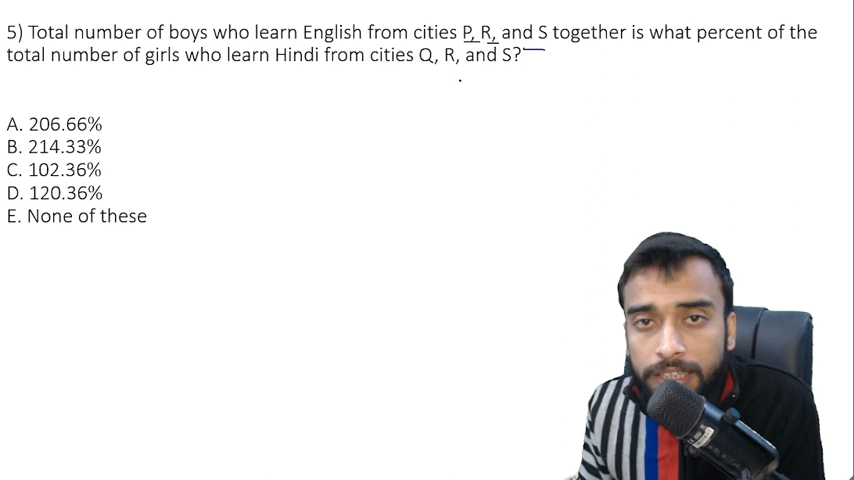 5) Total number of boys who learn English from cities P, R, and S together is what percent of the
total number of girls who learn Hindi from cities Q, R, and S?
A. 206.66%
B. 214.33%
C. 102.36%
D. 120.36%
E. None of these